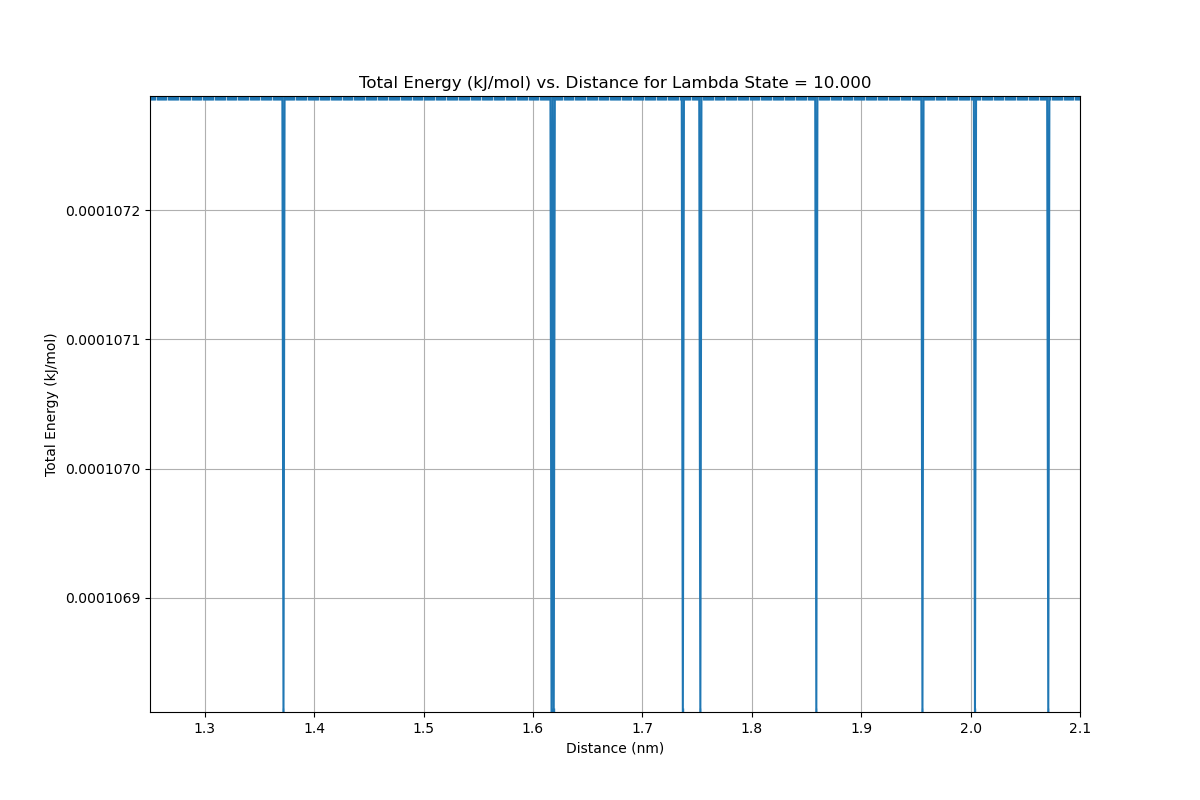 Total Energy (kJ/mol) vs. Distance for Lambda State = 10.000
Total Energy (kJ/mol)
0.0001072
0.0001071
0.0001070
0.0001069
1.3 1.4 1.5 1.6 1.7 1.8 1.9 2.0 2.1
Distance (nm)